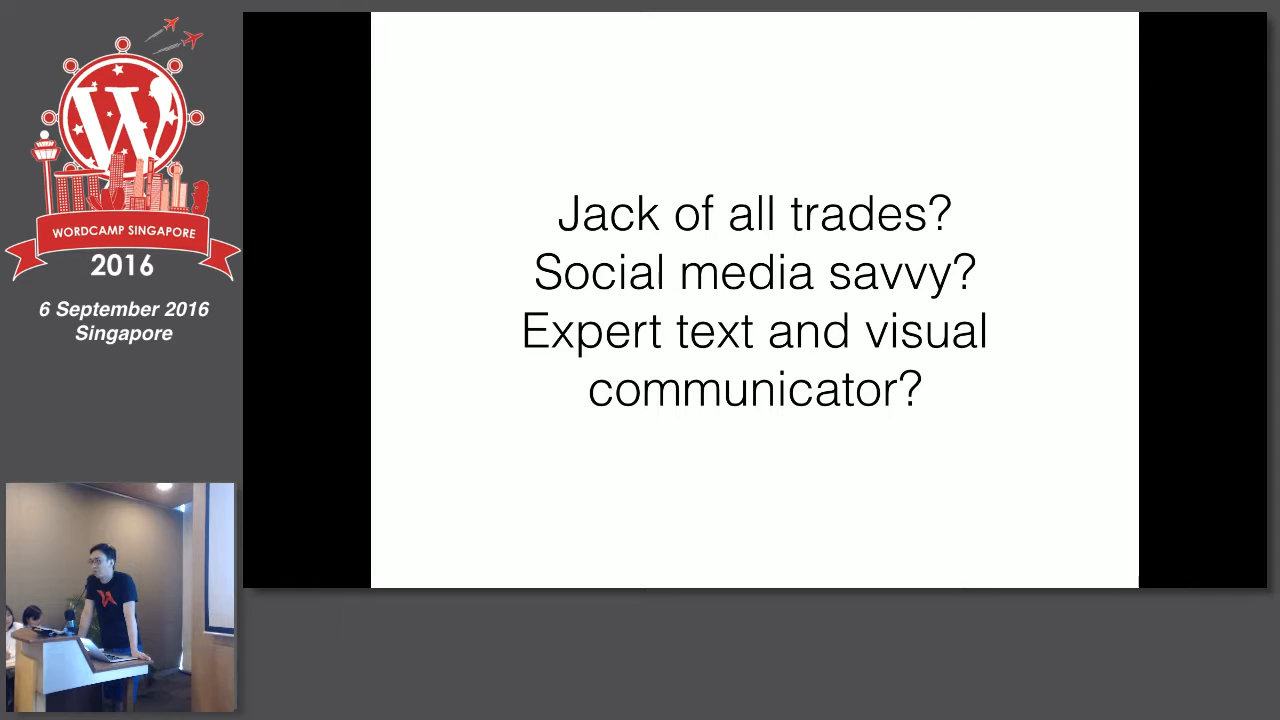 W
WORDCAMP SINGAPORE
2016
6 September 2016
Singapore
Jack of all trades?
Social media savvy?
Expert text and visual
communicator?